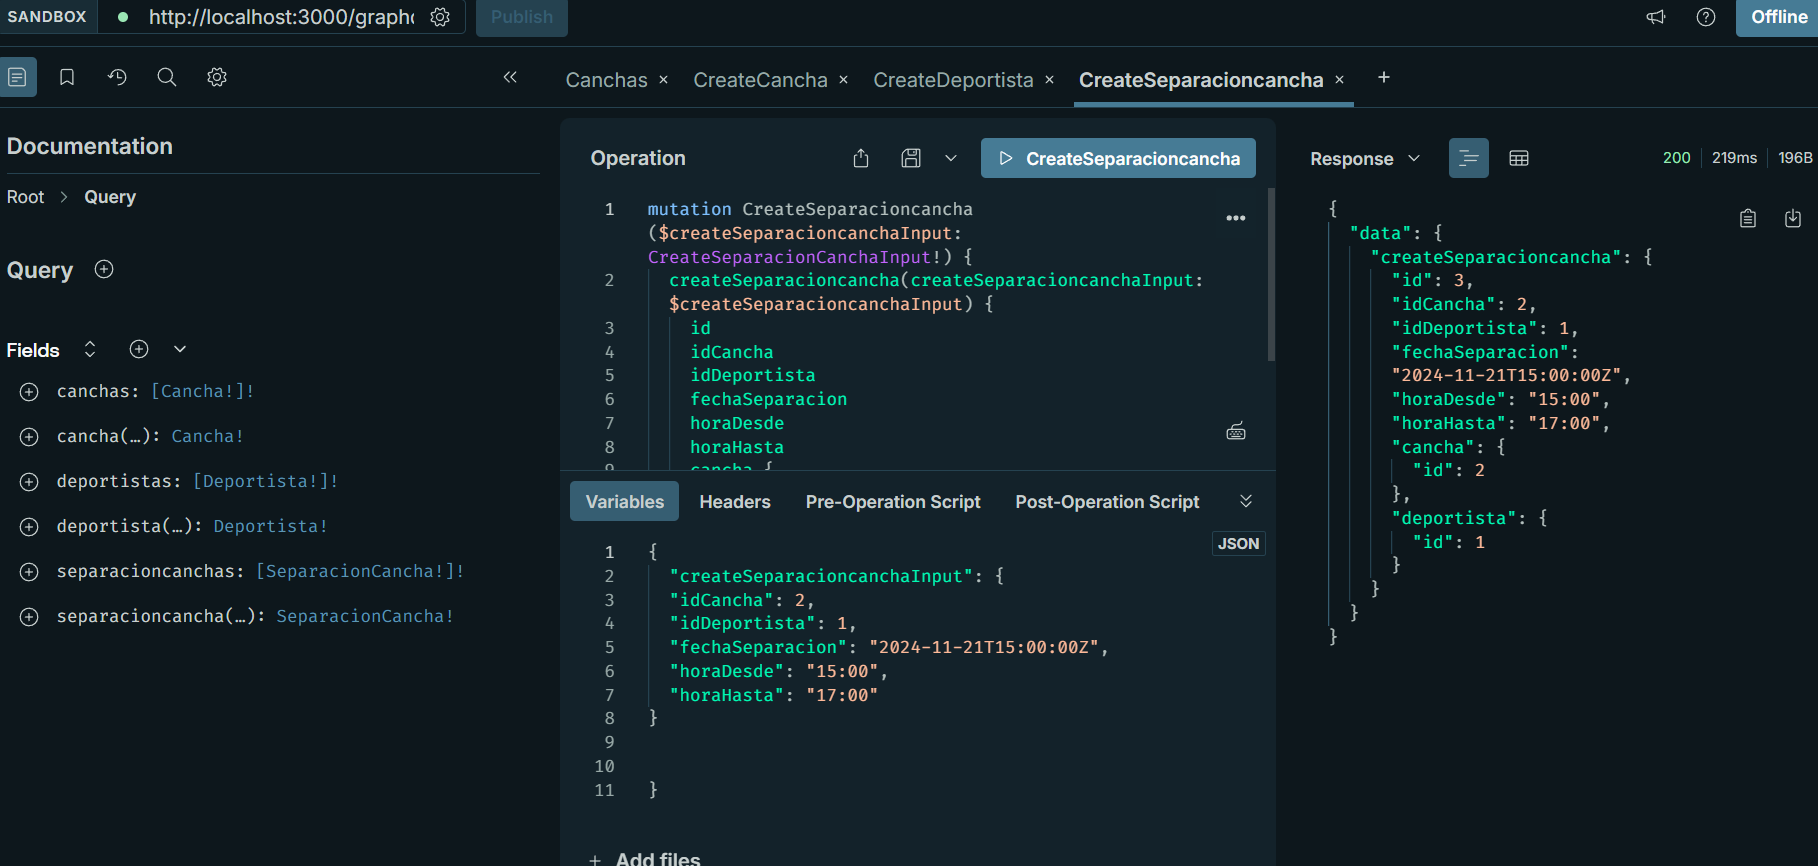 SANDBOX
http://localhost:3000/graph
Publish
Offline
Canchas
CreateCancha
CreateDeportista
CreateSeparacioncancha
Documentation
Root > Query
Query
Fields
canchas: [Cancha!]!
cancha(…): Cancha!
deportistas: [Deportista!]!
deportista(…): Deportista!
separacioncanchas: [SeparacionCancha!]!
separacioncancha(…): SeparacionCancha!
Operation
CreateSeparacioncancha
1 mutation CreateSeparacioncancha
($createSeparacioncanchaInput:
CreateSeparacionCanchaInput!) {
2 createSeparacioncancha(createSeparacioncanchaInput:
$createSeparacioncanchaInput) {
3 id
4 idCancha
5 idDeportista
6 fechaSeparacion
7 horaDesde
8 horaHasta
9 cancha {
Variables
Headers
Pre-Operation Script
Post-Operation Script
JSON
1 {
2 "createSeparacioncanchaInput": {
3 "idCancha": 2,
4 "idDeportista": 1,
5 "fechaSeparacion": "2024-11-21T15:00:00Z",
6 "horaDesde": "15:00",
7 "horaHasta": "17:00"
8 }
9
10
11 }
+ Add files
Response
200
219ms
196B
{
"data": {
"createSeparacioncancha": {
"id": 3,
"idCancha": 2,
"idDeportista": 1,
"fechaSeparacion":
"2024-11-21T15:00:00Z",
"horaDesde": "15:00",
"horaHasta": "17:00",
"cancha": {
"id": 2
},
"deportista": {
"id": 1
}
}
}
}